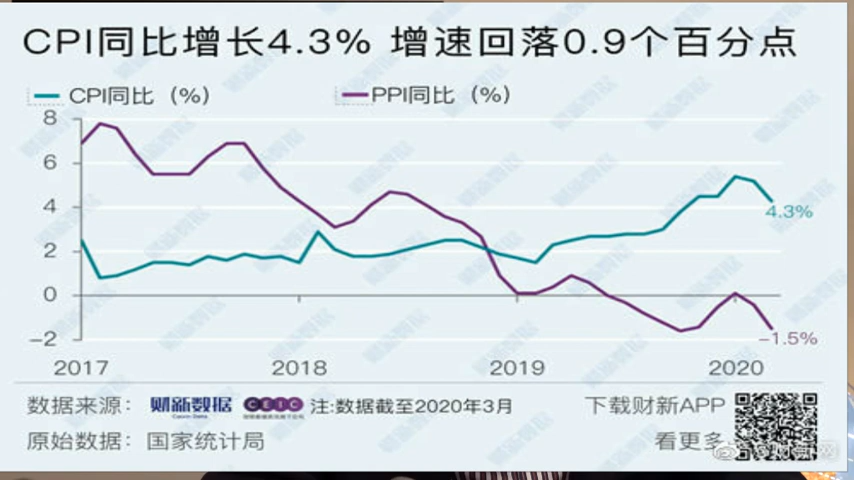 CPI同比增长4.3% 增速回落0.9个百分点
CPI同比（%）
PPI同比（%）
8
6
4
2
0
-2
4.3%
-1.5%
2017
2018
2019
2020
数据来源：
财新数据
Caixin Data
CEIC
注:数据截至2020年3月
下载财新APP
原始数据：国家统计局
看更多